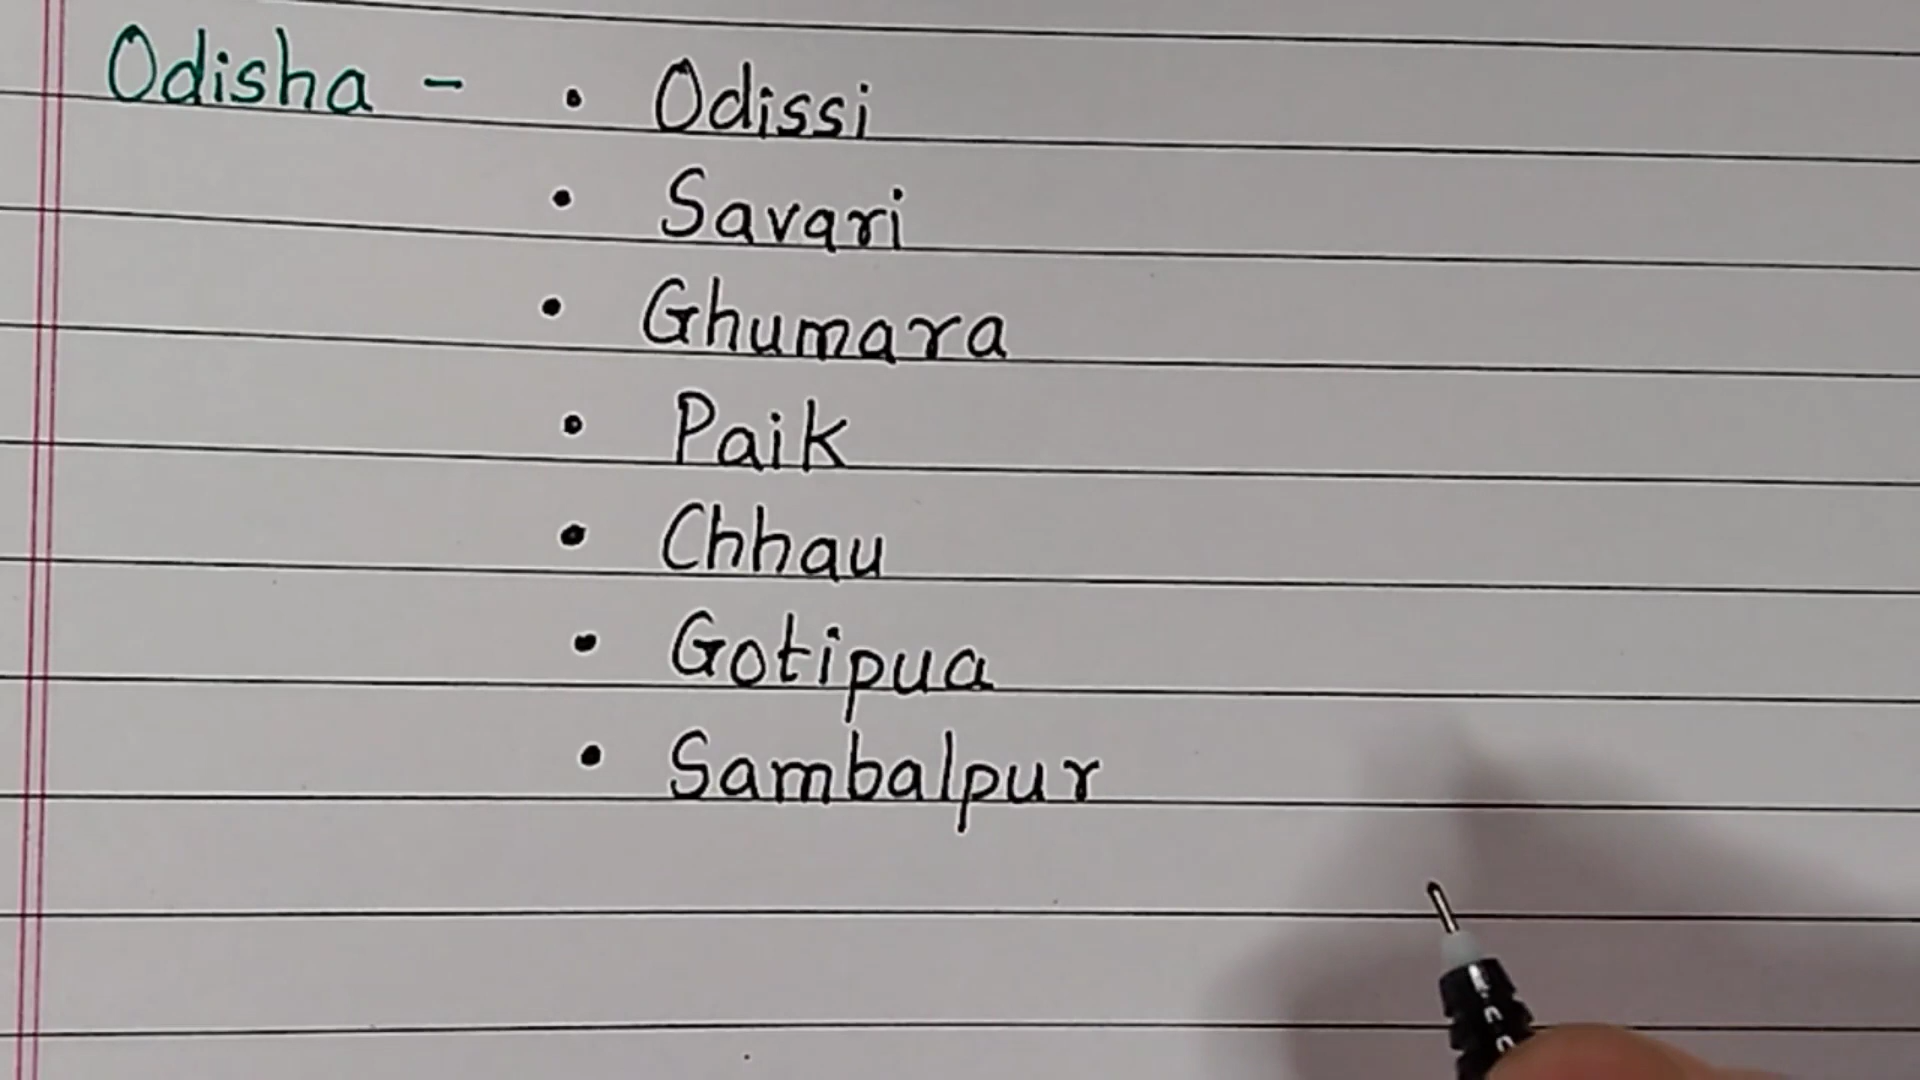 Odisha - • Odissi
• Savari
• Ghumara
• Paik
• Chhau
• Gotipua
• Sambalpur